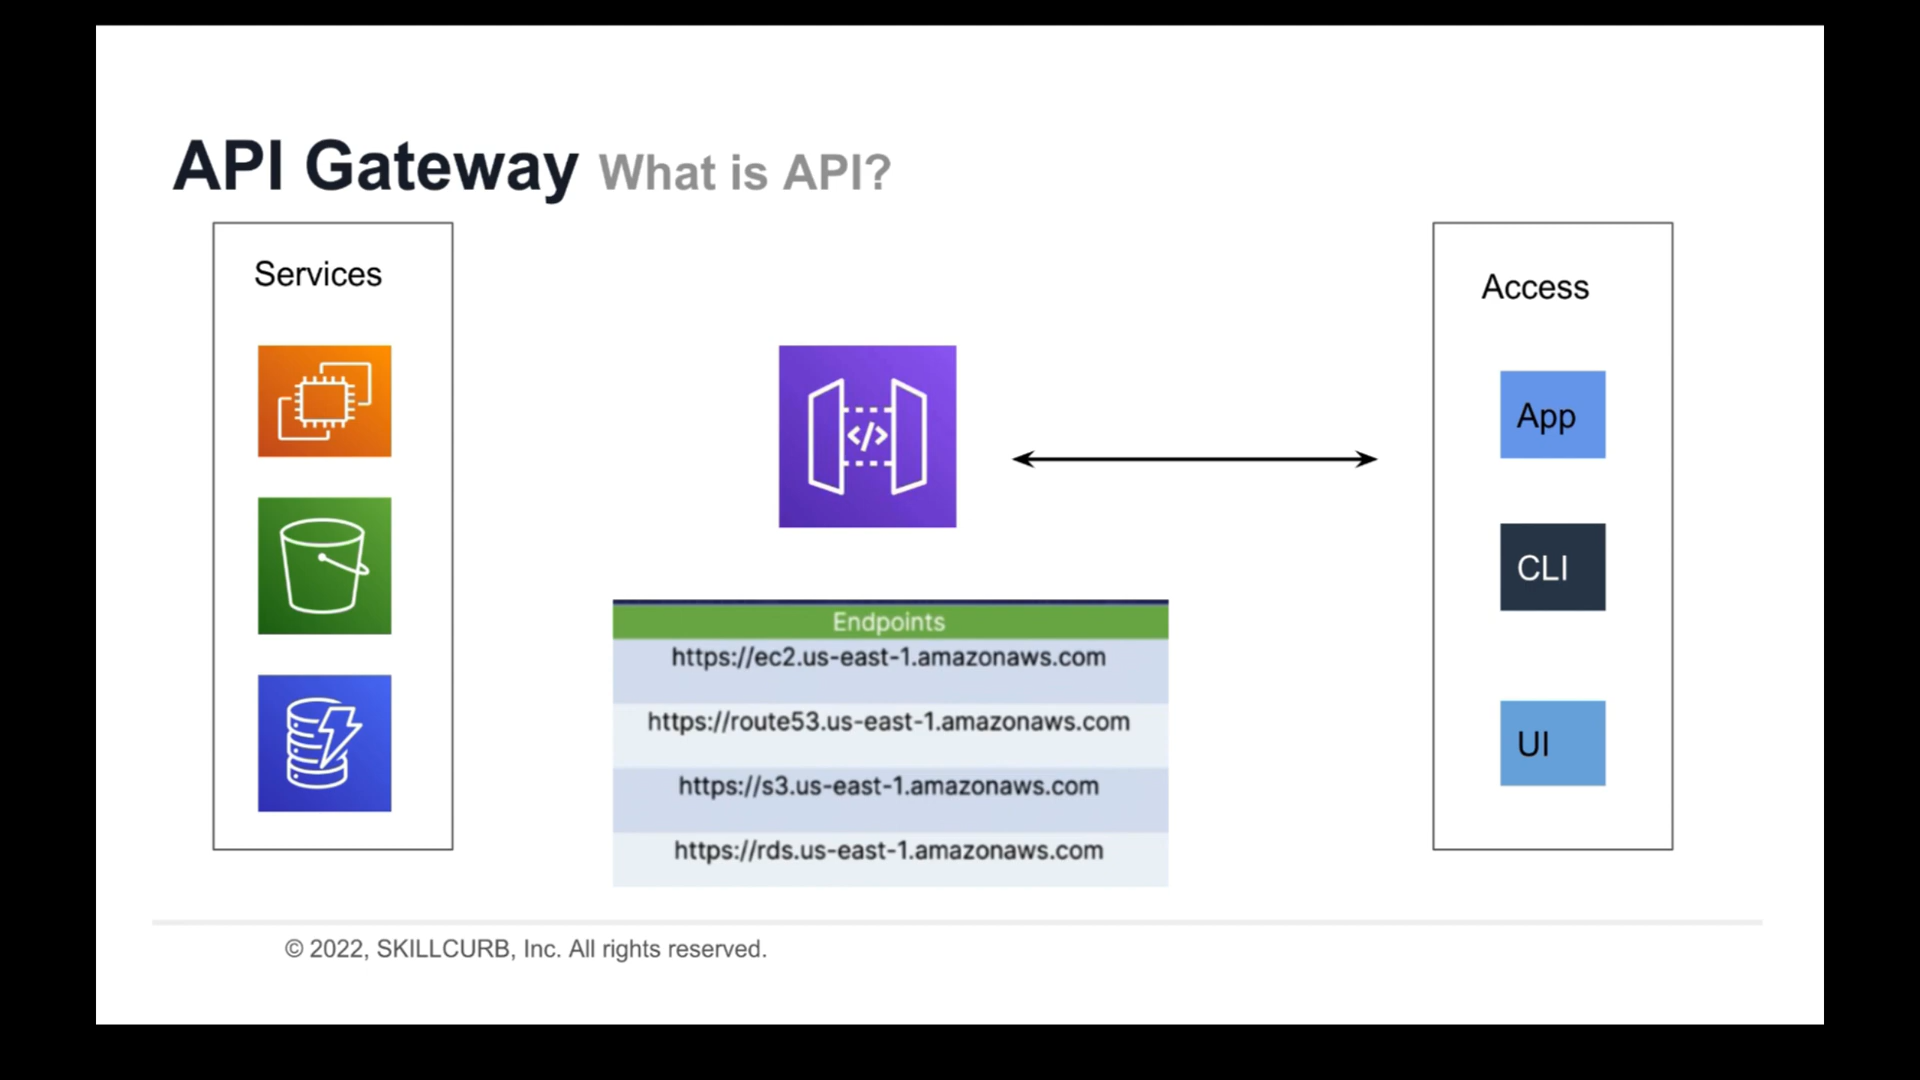 API Gateway What is API?
Services
Access
App
</>
CLI
Endpoints
https://ec2.us-east-1.amazonaws.com
https://route53.us-east-1.amazonaws.com
UI
https://s3.us-east-1.amazonaws.com
https://rds.us-east-1.amazonaws.com
© 2022, SKILLCURB, Inc. All rights reserved.